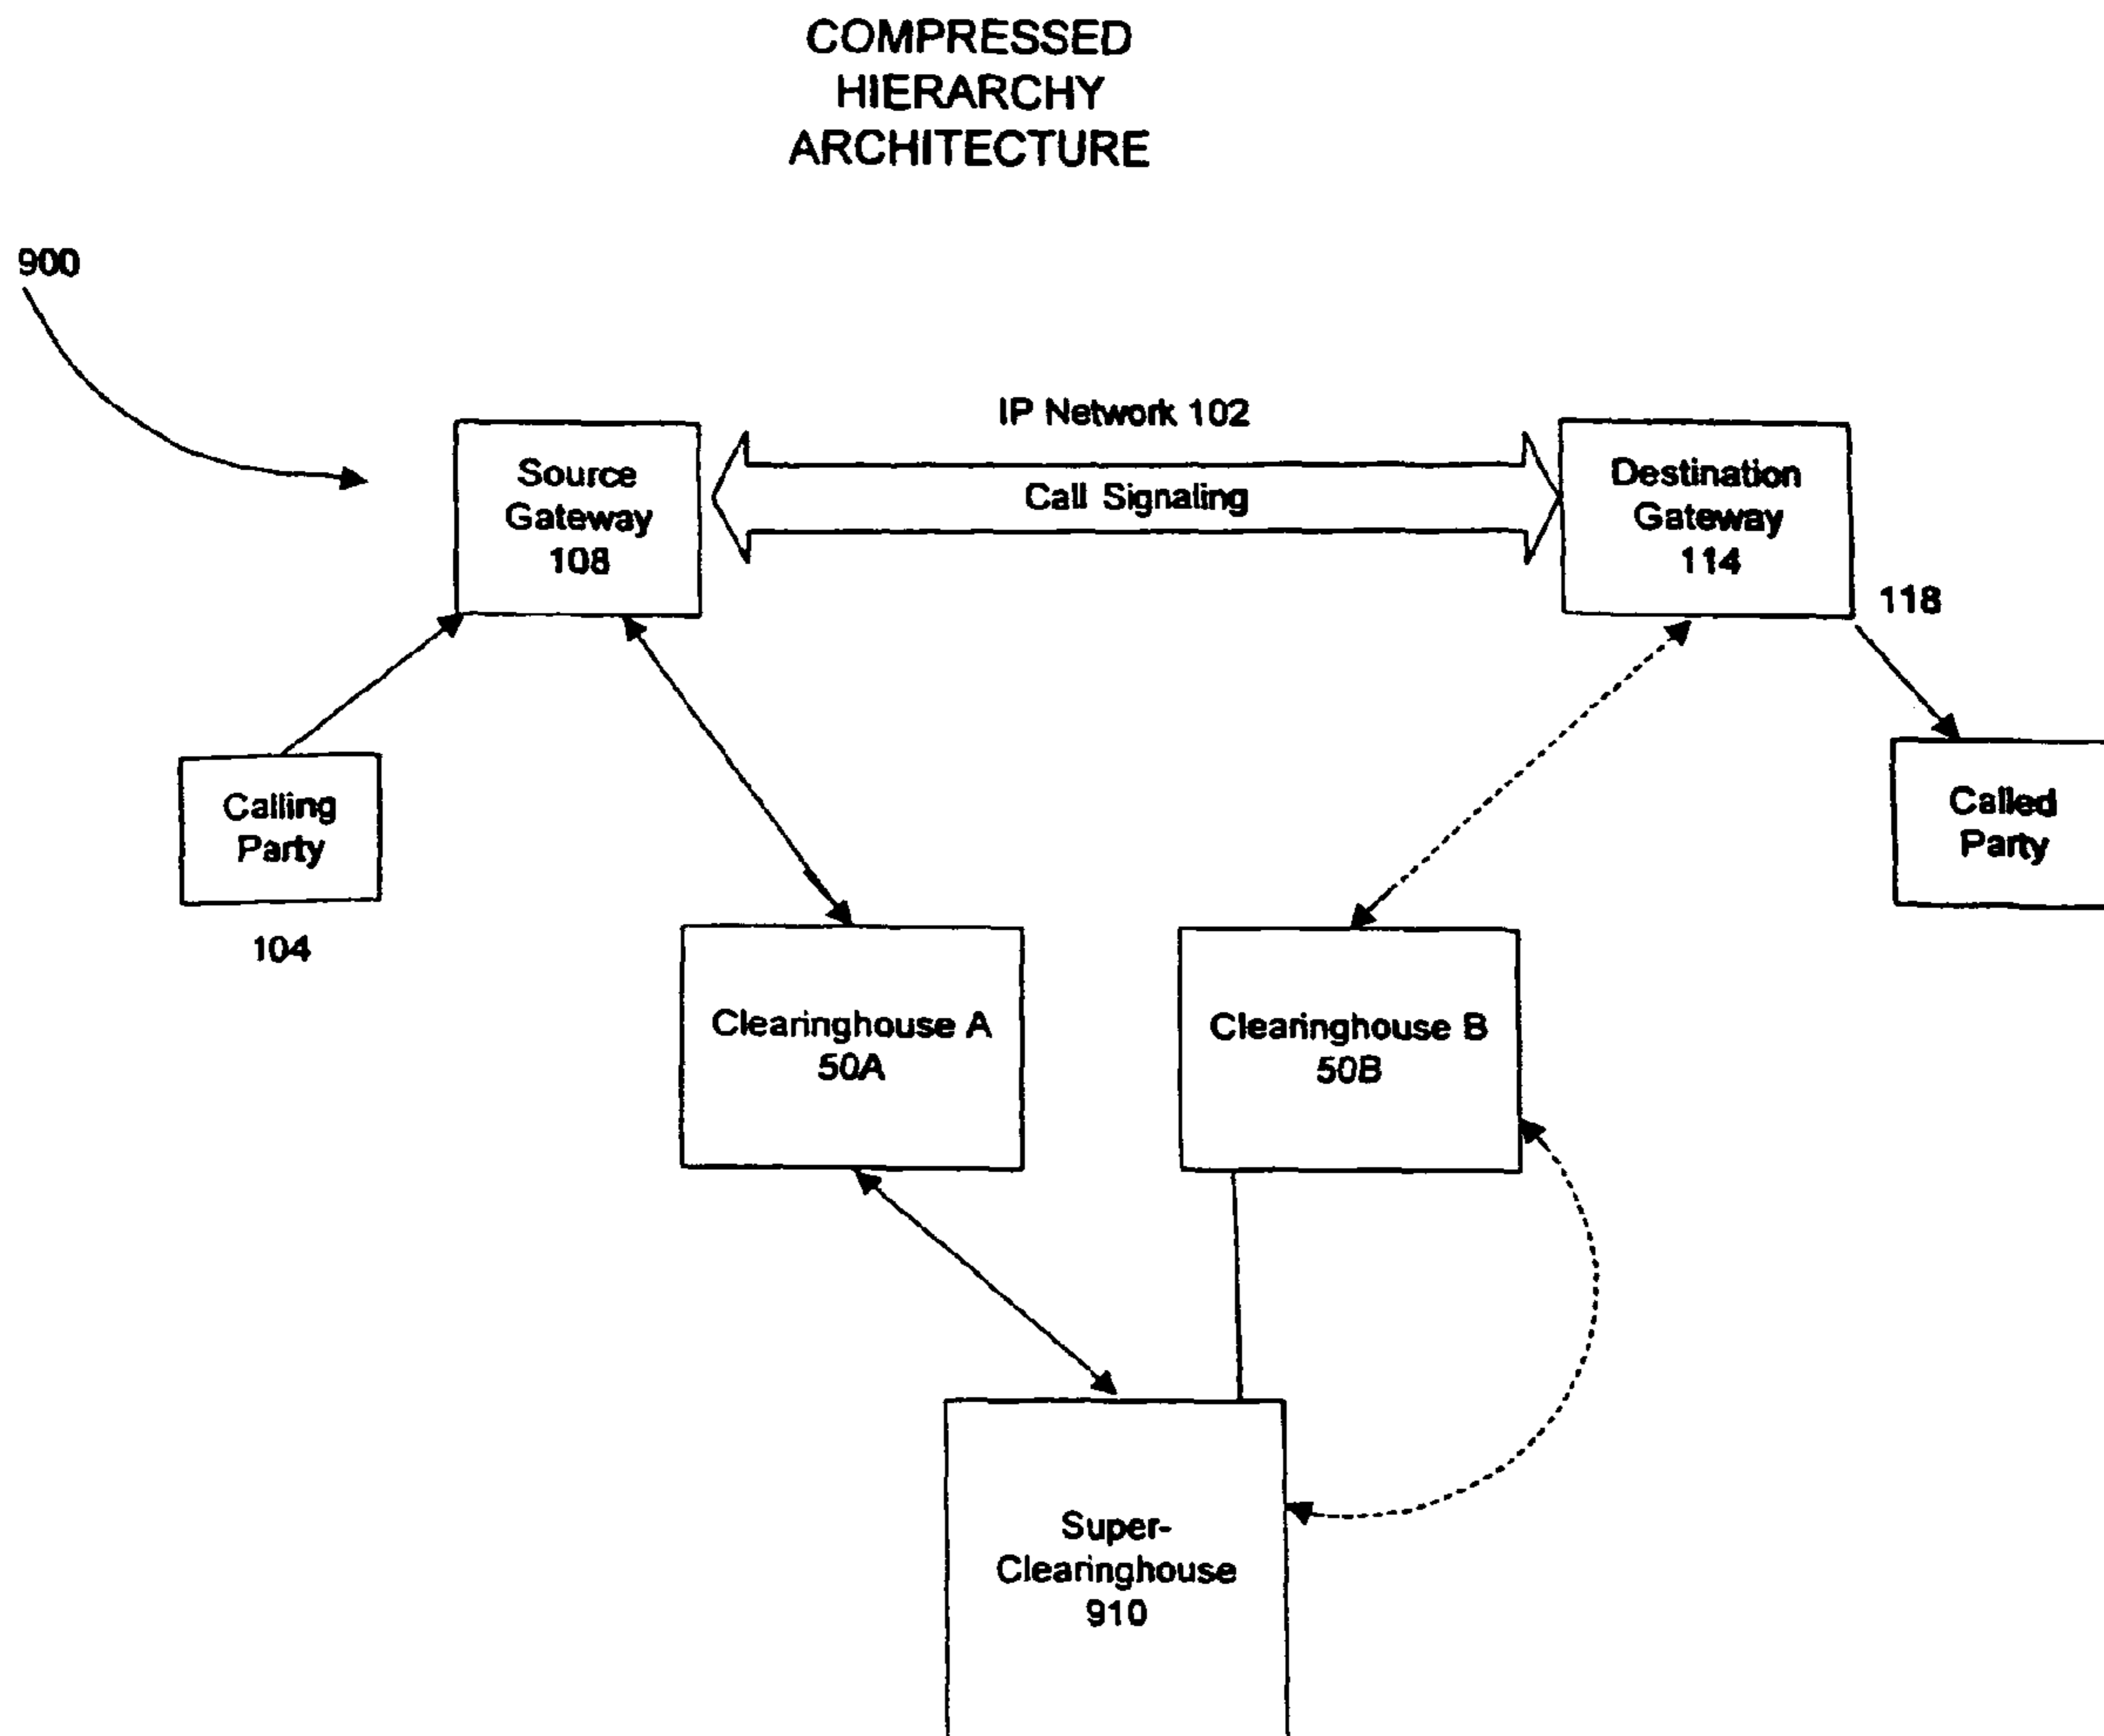 COMPRESSED
HIERARCHY
ARCHITECTURE
900
IP Network 102
Source
Gateway
108
Call Signaling
Destination
Gateway
114
118
Calling
Party
104
Called
Party
Clearinghouse A
50A
Clearinghouse B
50B
Super-
Clearinghouse
910